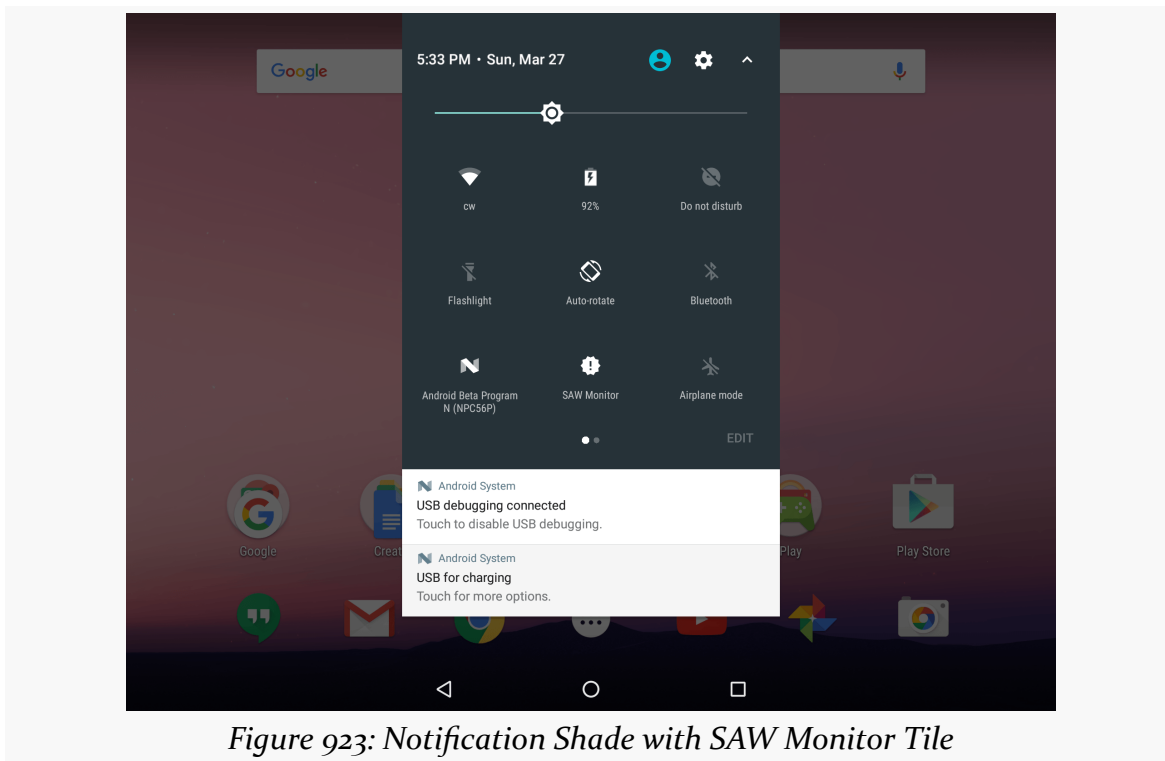 Google
5:33 PM • Sun, Mar 27
cw
92%
Do not disturb
Flashlight
Auto-rotate
Bluetooth
Android Beta Program
N (NPC56P)
SAW Monitor
Airplane mode
EDIT
Android System
USB debugging connected
Touch to disable USB debugging.
Android System
USB for charging
Touch for more options.
Google
Creat
Play
Play Store
Figure 923: Notification Shade with SAW Monitor Tile